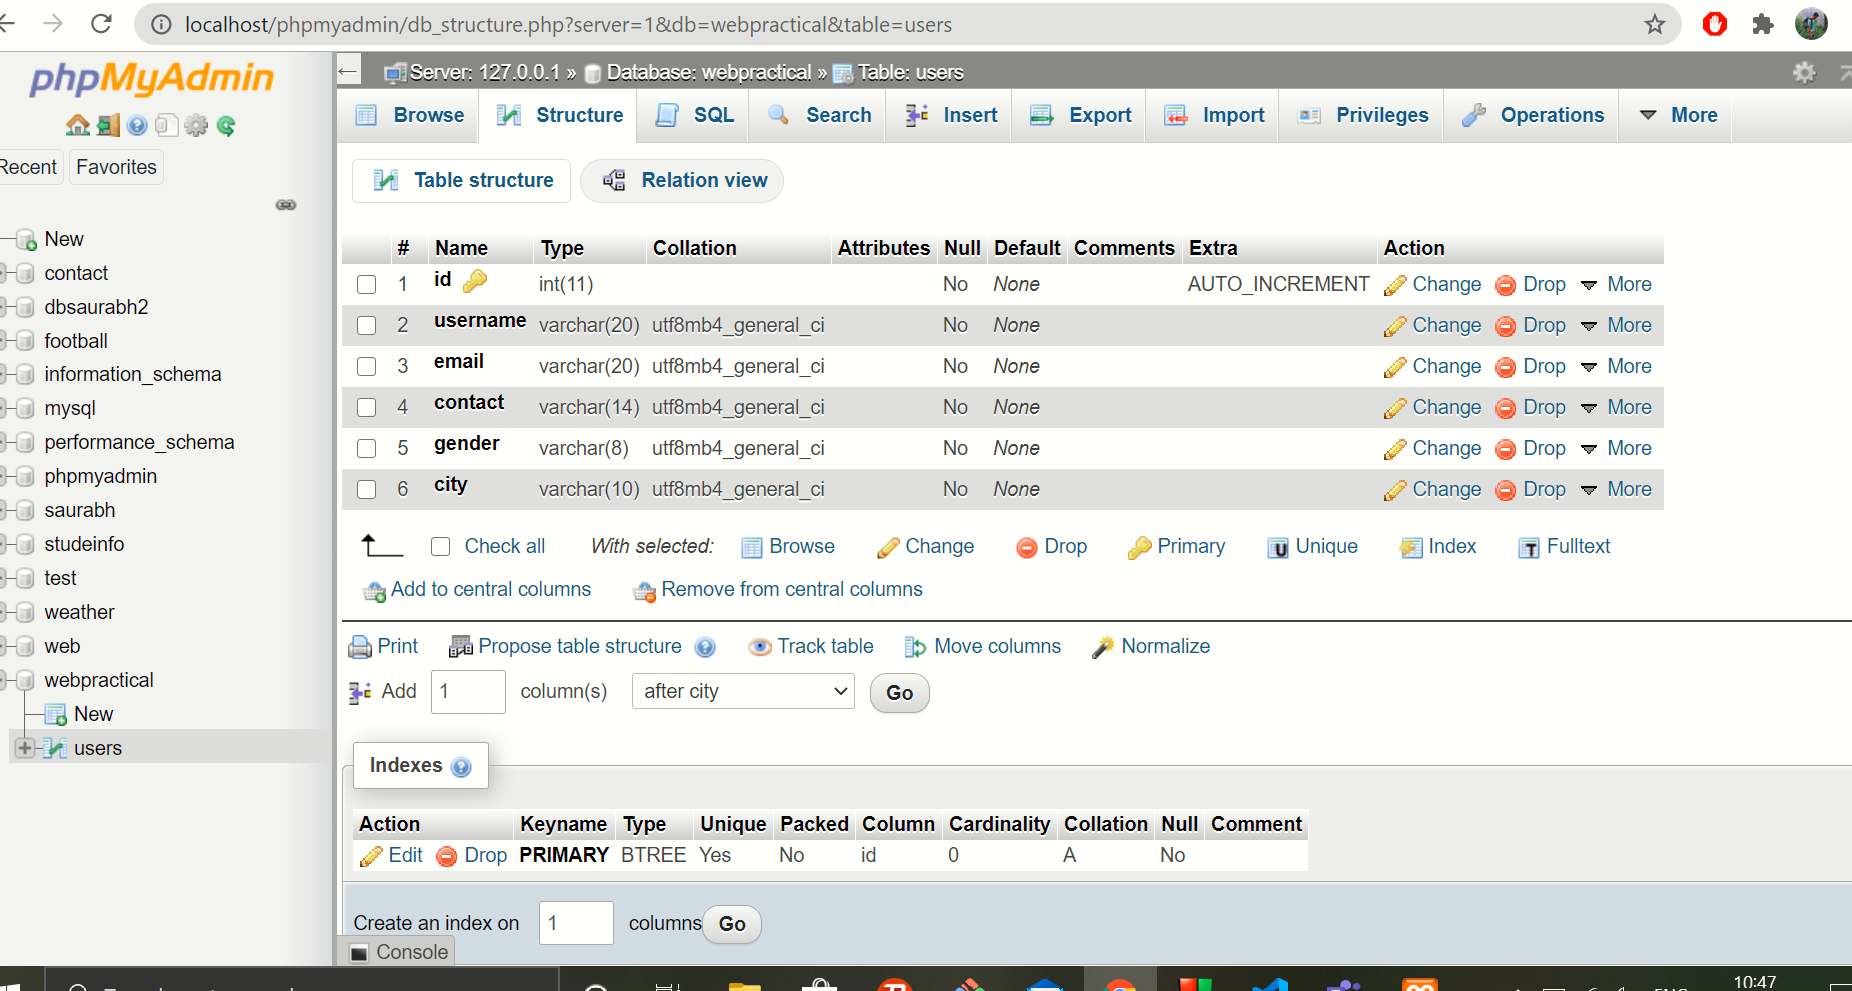 localhost/phpmyadmin/db_structure.php?server=1&db=webpractical&table=users
phpMyAdmin
Recent Favorites
New
contact
dbsaurabh2
football
information_schema
mysql
performance_schema
phpmyadmin
saurabh
studeinfo
test
weather
web
webpractical
New
users
Server: 127.0.0.1 » Database: webpractical » Table: users
Browse Structure SQL Search Insert Export Import Privileges Operations More
Table structure Relation view
# Name Type Collation Attributes Null Default Comments Extra Action
1 id int(11) No None AUTO_INCREMENT Change Drop More
2 username varchar(20) utf8mb4_general_ci No None Change Drop More
3 email varchar(20) utf8mb4_general_ci No None Change Drop More
4 contact varchar(14) utf8mb4_general_ci No None Change Drop More
5 gender varchar(8) utf8mb4_general_ci No None Change Drop More
6 city varchar(10) utf8mb4_general_ci No None Change Drop More
Check all With selected: Browse Change Drop Primary Unique Index Fulltext
Add to central columns Remove from central columns
Print Propose table structure Track table Move columns Normalize
Add 1 column(s) after city Go
Indexes
Action Keyname Type Unique Packed Column Cardinality Collation Null Comment
Edit Drop PRIMARY BTREE Yes No id 0 A No
Create an index on 1 columns Go
Console
10:47